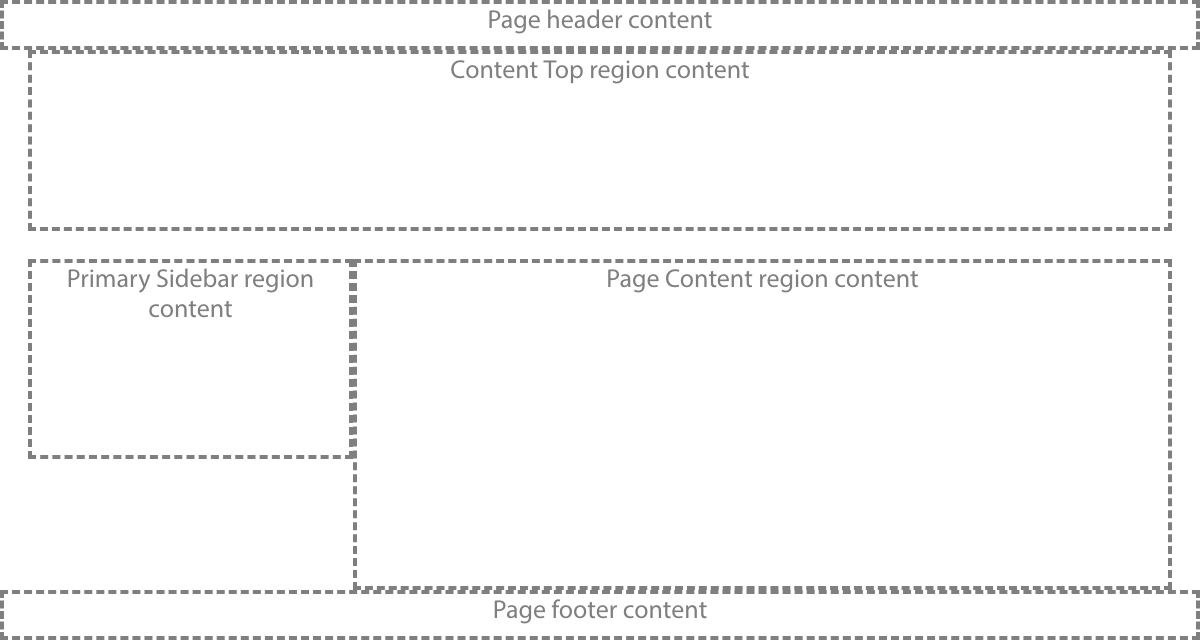 Page header content
Content Top region content
Primary Sidebar region
content
Page Content region content
Page footer content